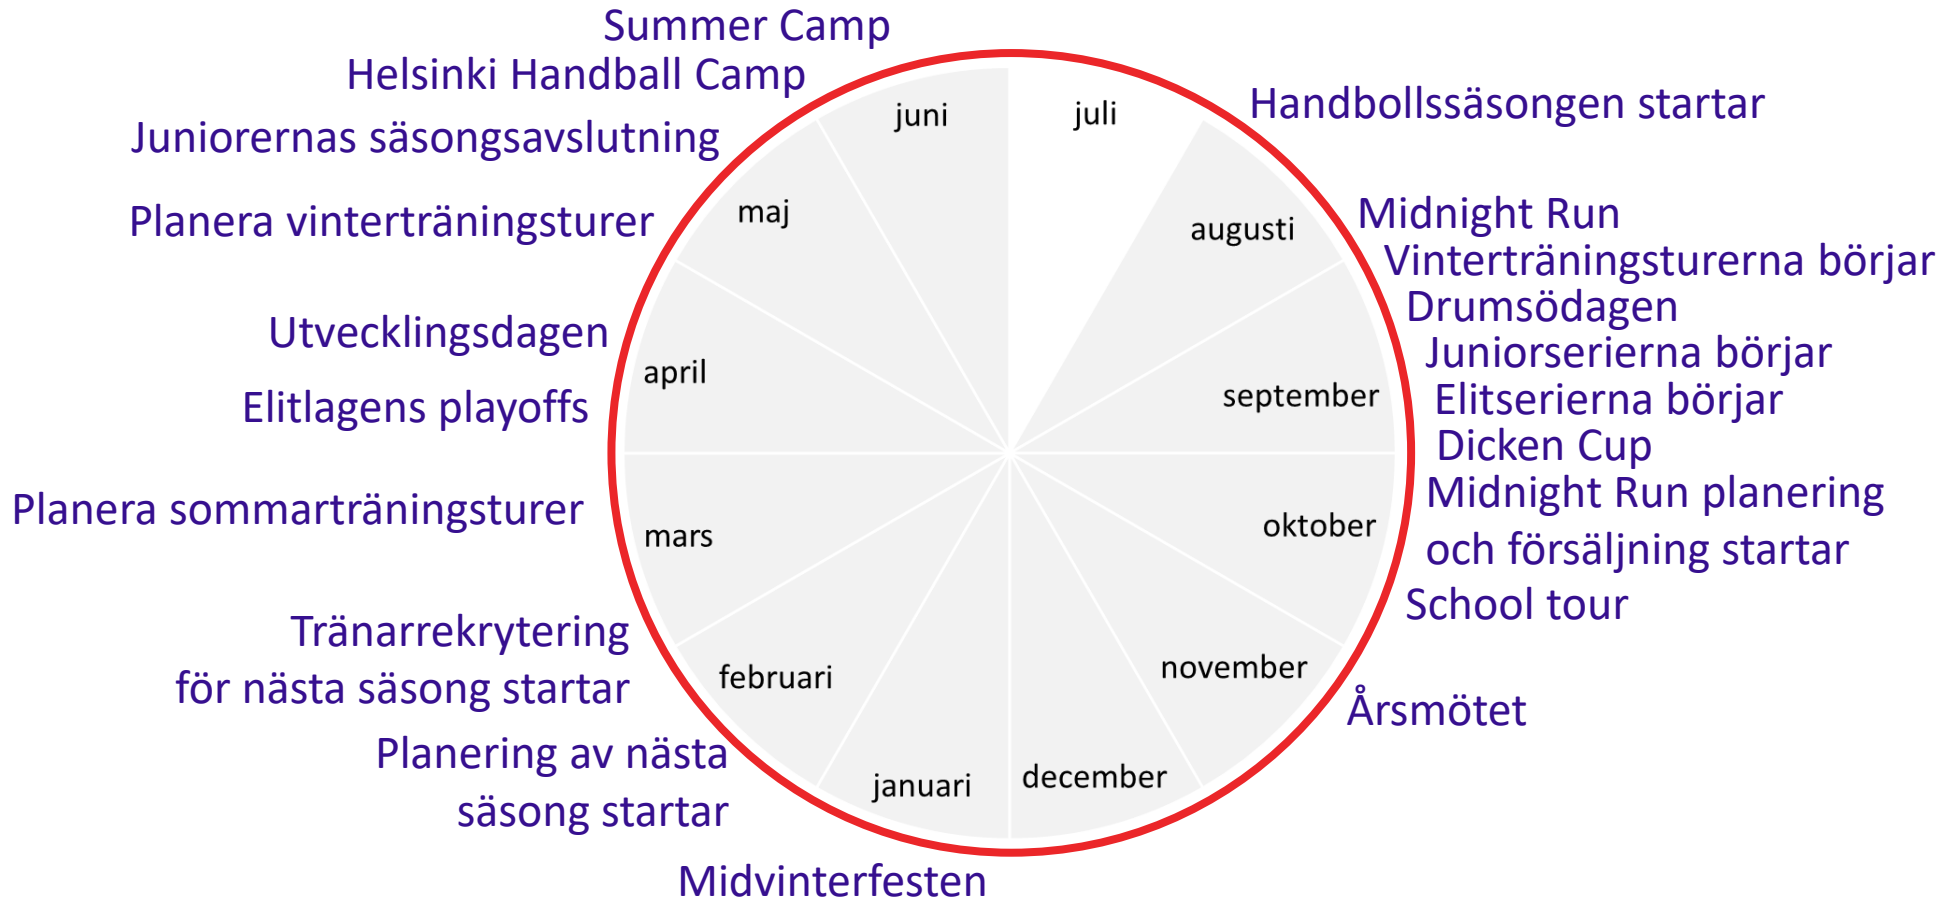 Summer Camp
Helsinki Handball Camp
Juniorernas säsongsavslutning
Planera vinterträningsturer
Utvecklingsdagen
Elitlagens playoffs
Planera sommarträningsturer
Tränarrekrytering
för nästa säsong startar
Planering av nästa
säsong startar
Midvinterfesten
juni
juli
maj
augusti
april
september
mars
oktober
februari
november
januari
december
Handbollssäsongen startar
Midnight Run
Vinterträningsturerna börjar
Drumsödagen
Juniorserierna börjar
Elitserierna börjar
Dicken Cup
Midnight Run planering
och försäljning startar
School tour
Årsmötet